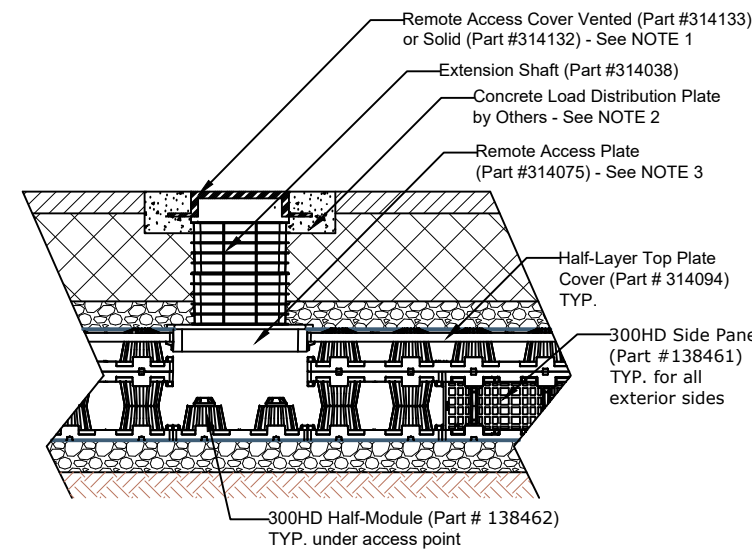 Remote Access Cover Vented (Part #314133)
or Solid (Part #314132) - See NOTE 1
Extension Shaft (Part #314038)
Concrete Load Distribution Plate
by Others - See NOTE 2
Remote Access Plate
(Part #314075) - See NOTE 3
Half-Layer Top Plate
Cover (Part # 314094)
TYP.
300HD Side Pane
(Part #138461)
TYP. for all
exterior sides
300HD Half-Module (Part # 138462)
TYP. under access point